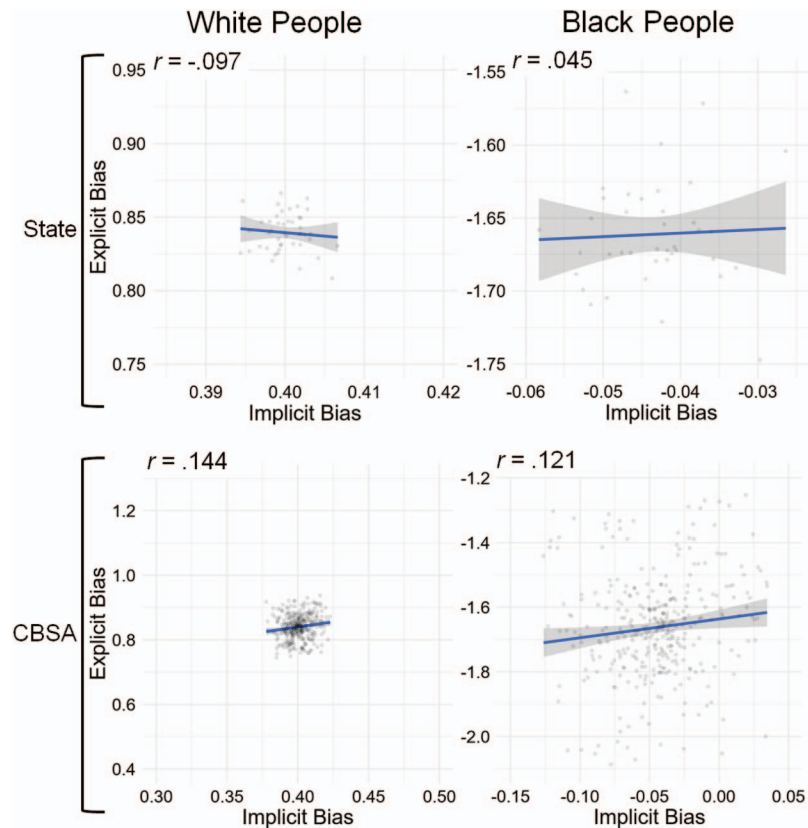 White People
Black People
r = -.097
r = .045
0.95
0.90
0.85
0.80
0.75
-1.55
-1.60
-1.65
-1.70
-1.75
State
Explicit Bias
0.39
0.40
0.41
0.42
-0.06
-0.05
-0.04
-0.03
Implicit Bias
Implicit Bias
r = .144
r = .121
1.2
1.0
0.8
0.6
0.4
-1.2
-1.4
-1.6
-1.8
-2.0
CBSA
Explicit Bias
0.30
0.35
0.40
0.45
0.50
-0.15
-0.10
-0.05
0.00
0.05
Implicit Bias
Implicit Bias